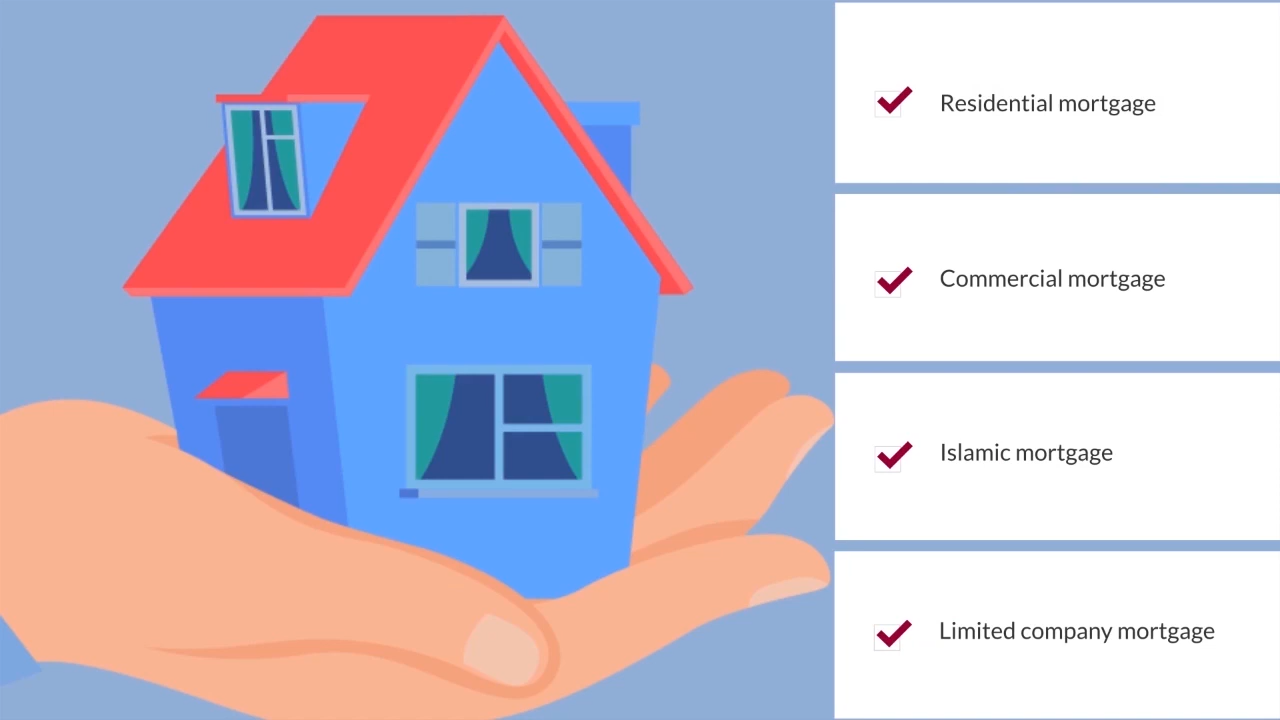 Residential mortgage
Commercial mortgage
Islamic mortgage
Limited company mortgage